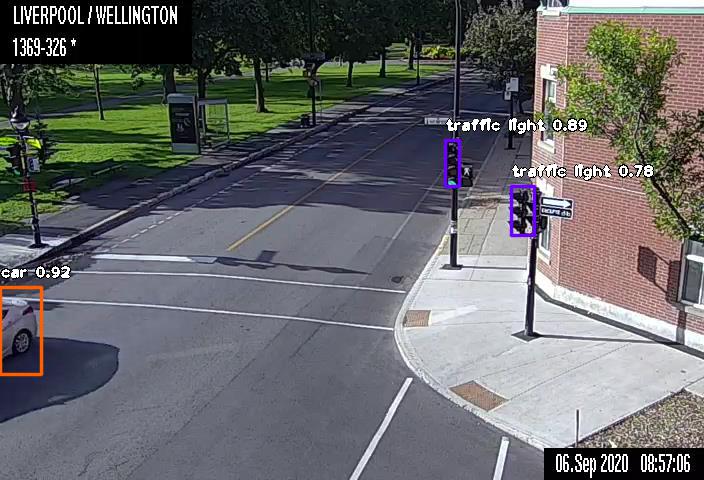 LIVERPOOL / WELLINGTON
1369-326 *
traffic light 0.89
traffic light 0.78
car 0.92
06.Sep 2020 08:57:06